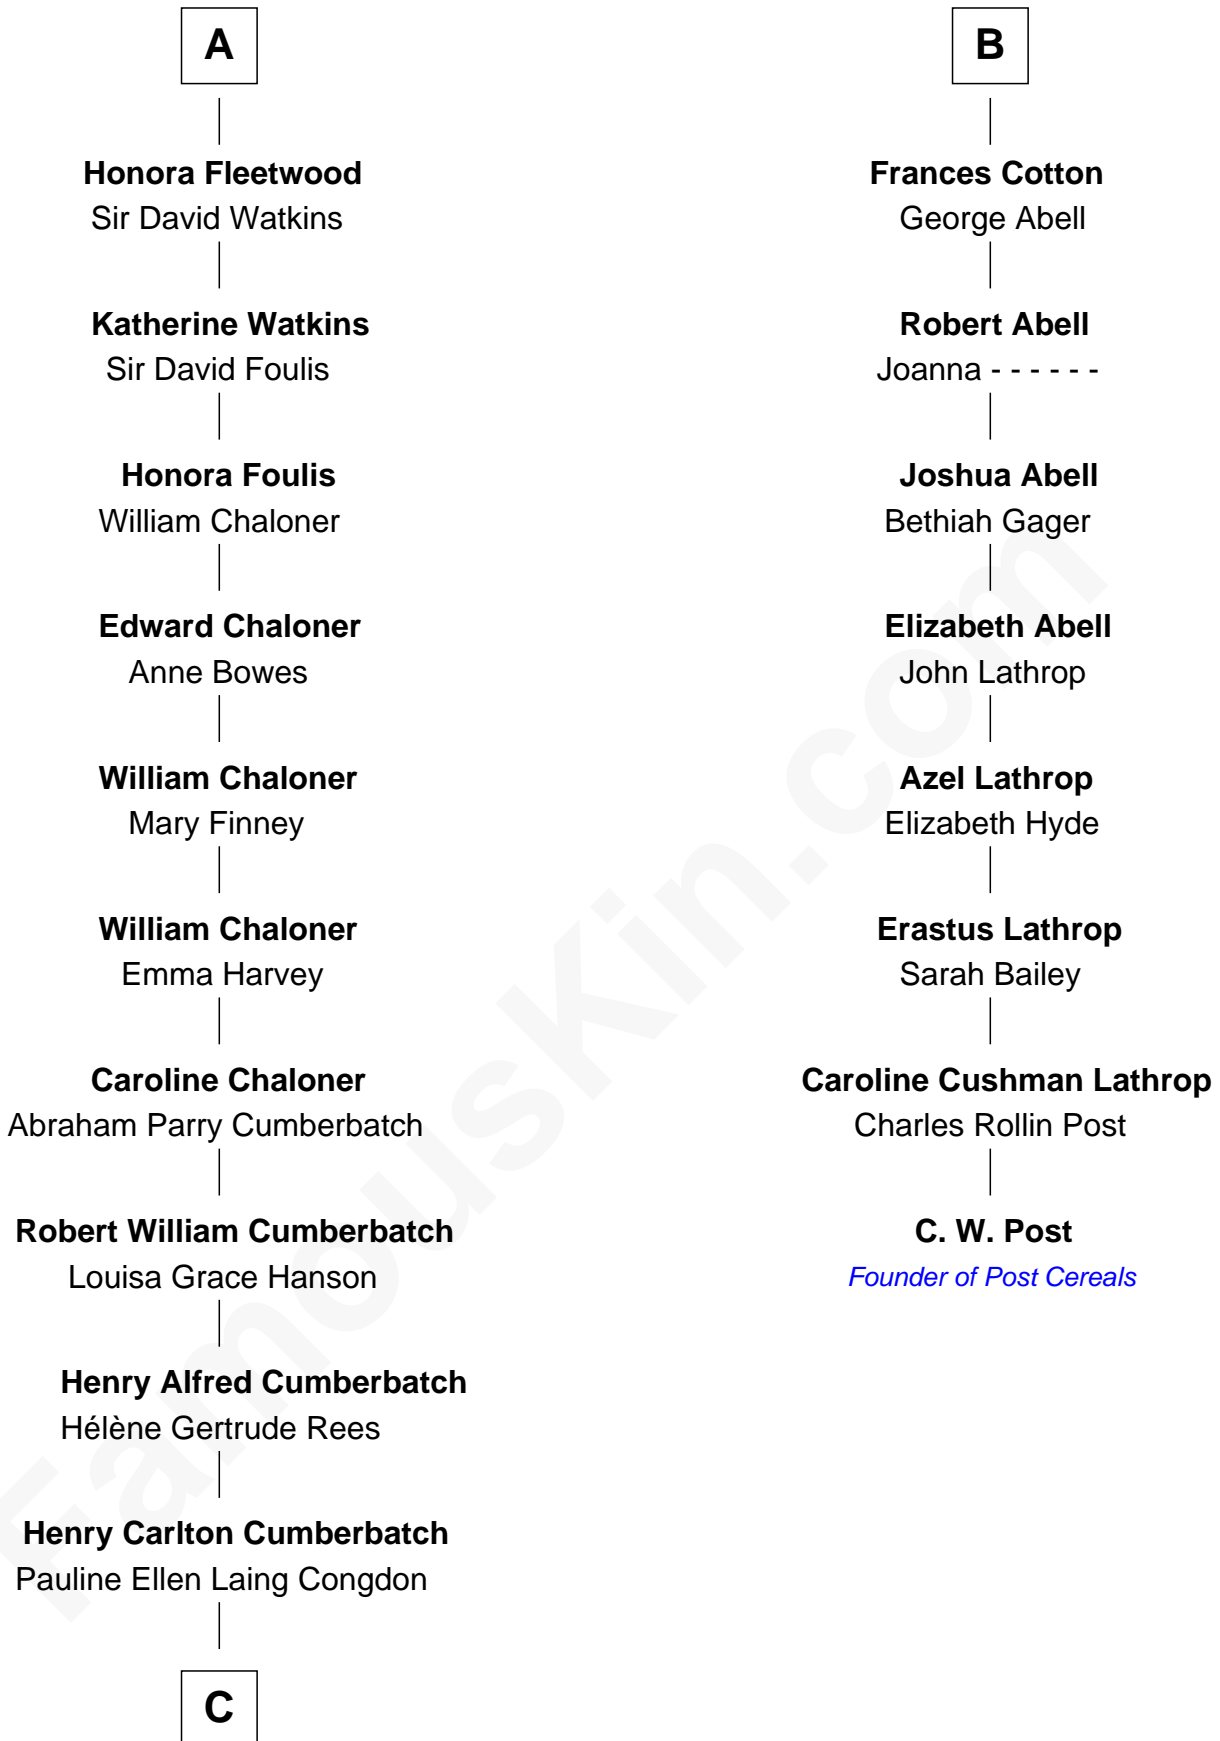 A
Honora Fleetwood
Sir David Watkins
Katherine Watkins
Sir David Foulis
Honora Foulis
William Chaloner
Edward Chaloner
Anne Bowes
William Chaloner
Mary Finney
William Chaloner
Emma Harvey
Caroline Chaloner
Abraham Parry Cumberbatch
Robert William Cumberbatch
Louisa Grace Hanson
Henry Alfred Cumberbatch
Hélène Gertrude Rees
Henry Carlton Cumberbatch
Pauline Ellen Laing Congdon
C
B
Frances Cotton
George Abell
Robert Abell
Joanna - - - - - -
Joshua Abell
Bethiah Gager
Elizabeth Abell
John Lathrop
Azel Lathrop
Elizabeth Hyde
Erastus Lathrop
Sarah Bailey
Caroline Cushman Lathrop
Charles Rollin Post
C. W. Post
Founder of Post Cereals
FamousKin.com